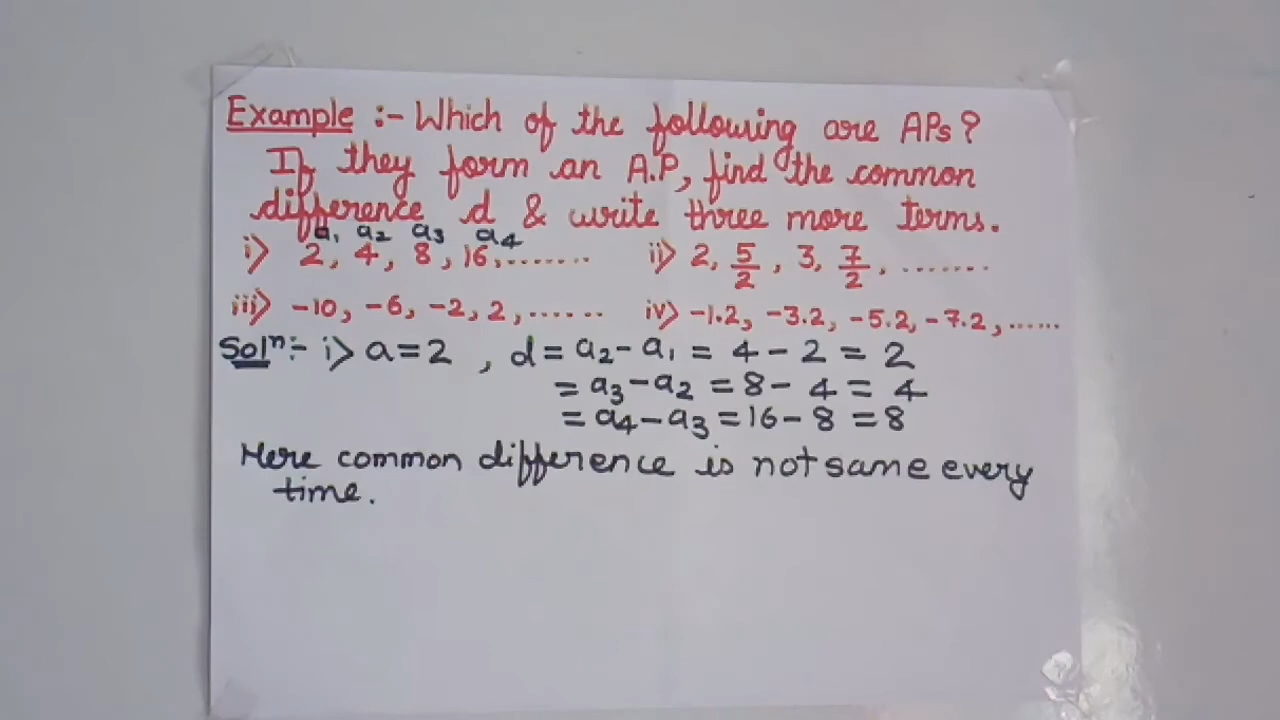 Example :- Which of the following are APs?
If they form an A.P, find the common
difference d & write three more terms.
a₁ a₂ a₃ a₄
i) 2, 4, 8, 16, ....... ii) 2, 5/2, 3, 7/2, .......
iii) -10, -6, -2, 2, ...... iv) -1.2, -3.2, -5.2, -7.2, ......
Solⁿ:- i) a = 2 , d = a₂ - a₁ = 4 - 2 = 2
= a₃ - a₂ = 8 - 4 = 4
= a₄ - a₃ = 16 - 8 = 8
Here common difference is not same every
time.